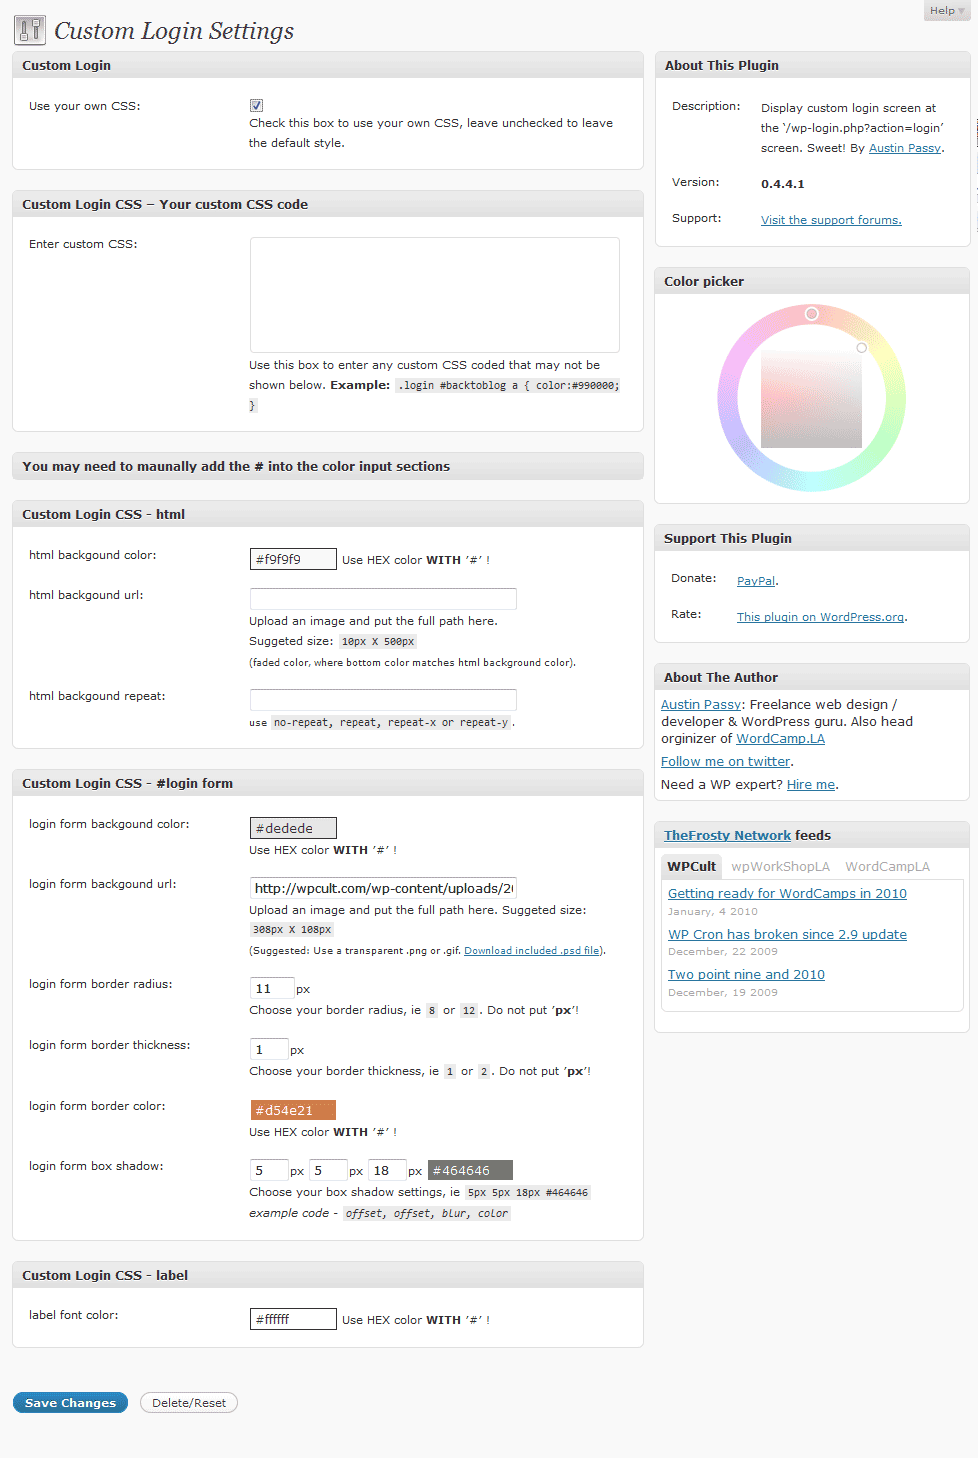 Help
Custom Login Settings
Custom Login
Use your own CSS:
Check this box to use your own CSS, leave unchecked to leave
the default style.
Custom Login CSS – Your custom CSS code
Enter custom CSS:
Use this box to enter any custom CSS coded that may not be
shown below. Example: .login #backtoblog a { color:#990000;
}
You may need to maunally add the # into the color input sections
Custom Login CSS - html
html backgound color:
#f9f9f9 Use HEX color WITH '#' !
html backgound url:
Upload an image and put the full path here.
Suggeted size: 10px X 500px
(faded color, where bottom color matches html background color).
html backgound repeat:
use no-repeat, repeat, repeat-x or repeat-y.
Custom Login CSS - #login form
login form backgound color:
#dedede
Use HEX color WITH '#' !
login form backgound url:
http://wpcult.com/wp-content/uploads/20
Upload an image and put the full path here. Suggeted size:
308px X 108px
(Suggested: Use a transparent .png or .gif. Download included .psd file).
login form border radius:
11 px
Choose your border radius, ie 8 or 12. Do not put 'px'!
login form border thickness:
1 px
Choose your border thickness, ie 1 or 2. Do not put 'px'!
login form border color:
#d54e21
Use HEX color WITH '#' !
login form box shadow:
5 px 5 px 18 px #464646
Choose your box shadow settings, ie 5px 5px 18px #464646
example code - offset, offset, blur, color
Custom Login CSS - label
label font color:
#ffffff Use HEX color WITH '#' !
Save Changes Delete/Reset
About This Plugin
Description: Display custom login screen at
the '/wp-login.php?action=login'
screen. Sweet! By Austin Passy.
Version: 0.4.4.1
Support: Visit the support forums.
Color picker
Support This Plugin
Donate: PayPal.
Rate: This plugin on WordPress.org.
About The Author
Austin Passy: Freelance web design /
developer & WordPress guru. Also head
orginizer of WordCamp.LA
Follow me on twitter.
Need a WP expert? Hire me.
TheFrosty Network feeds
WPCult wpWorkShopLA WordCampLA
Getting ready for WordCamps in 2010
January, 4 2010
WP Cron has broken since 2.9 update
December, 22 2009
Two point nine and 2010
December, 19 2009